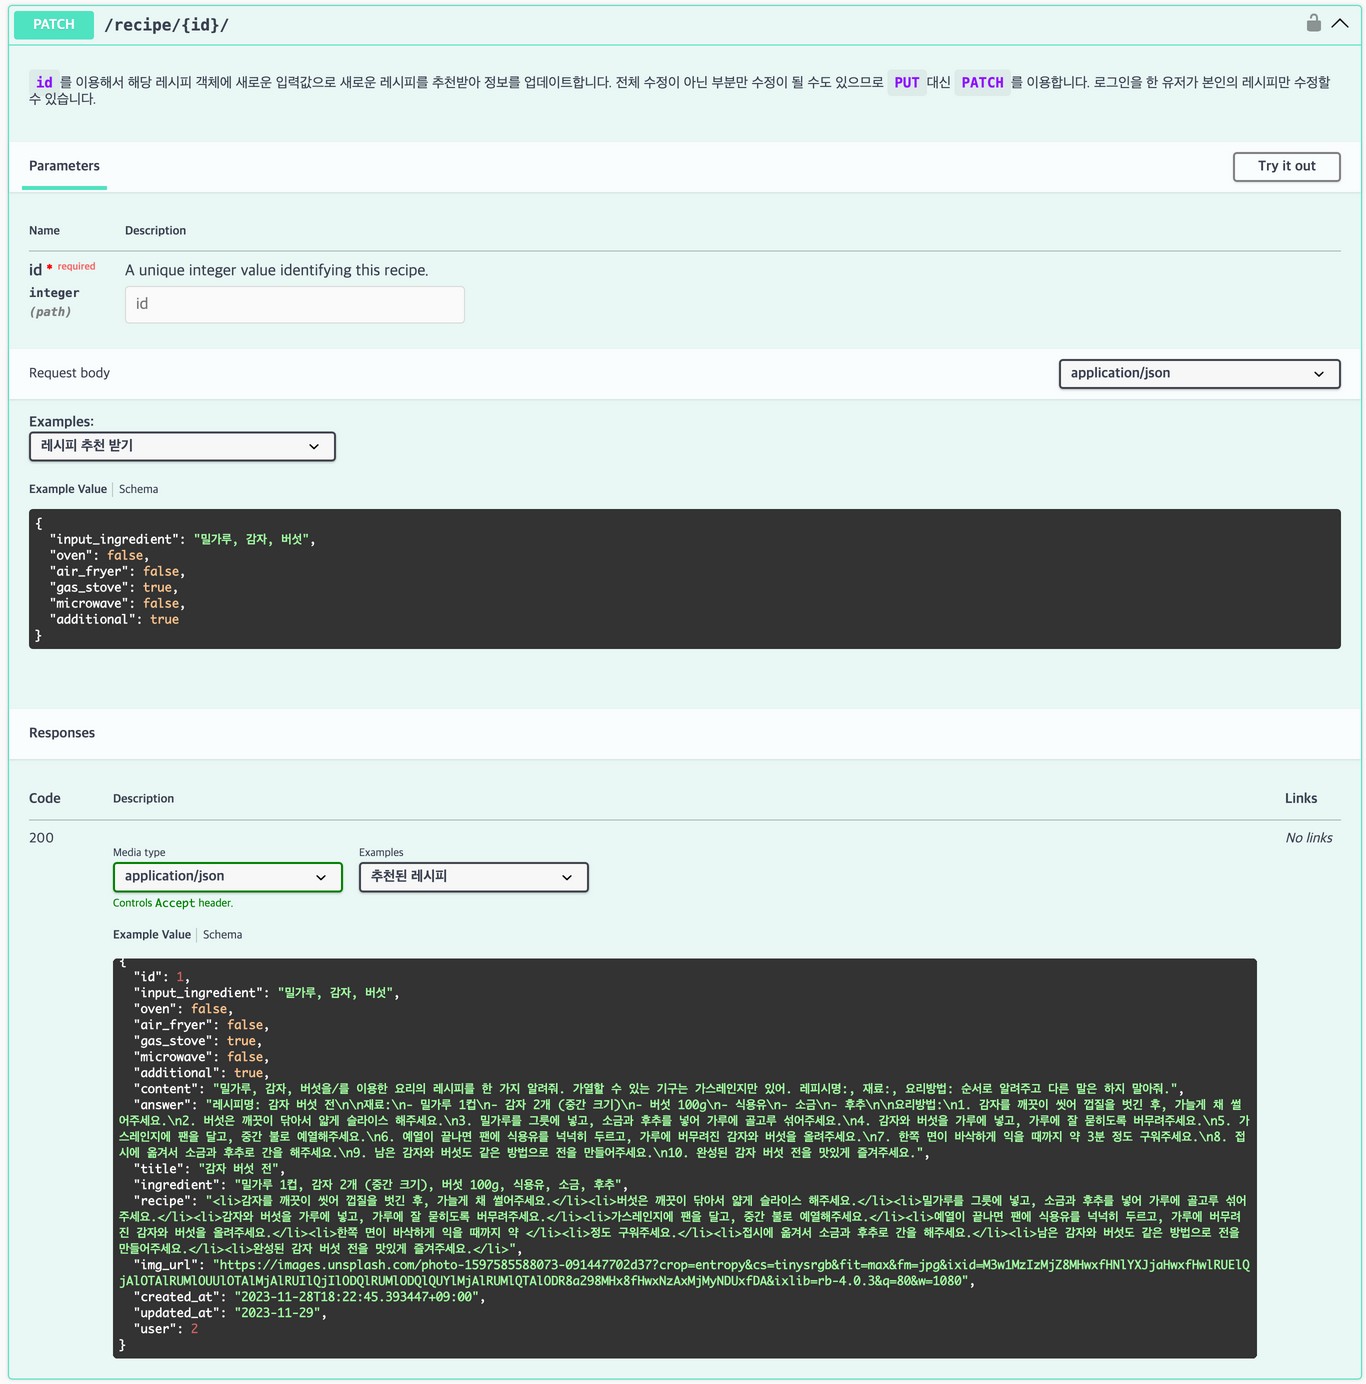 PATCH /recipe/{id}/
id 를 이용해서 해당 레시피 객체에 새로운 입력값으로 새로운 레시피를 추천받아 정보를 업데이트합니다. 전체 수정이 아닌 부분만 수정이 될 수도 있으므로 PUT 대신 PATCH 를 이용합니다. 로그인을 한 유저가 본인의 레시피만 수정할
수 있습니다.
Parameters
Try it out
Name Description
id * required
integer
(path)
A unique integer value identifying this recipe.
id
Request body
application/json
Examples:
레시피 추천 받기
Example Value | Schema
{
"input_ingredient": "밀가루, 감자, 버섯",
"oven": false,
"air_fryer": false,
"gas_stove": true,
"microwave": false,
"additional": true
}
Responses
Code Description Links
200
No links
Media type
application/json
Examples
추천된 레시피
Controls Accept header.
Example Value | Schema
{
"id": 1,
"input_ingredient": "밀가루, 감자, 버섯",
"oven": false,
"air_fryer": false,
"gas_stove": true,
"microwave": false,
"additional": true,
"content": "밀가루, 감자, 버섯을/를 이용한 요리의 레시피를 한 가지 알려줘. 가열할 수 있는 기구는 가스레인지만 있어. 레피시명:, 재료:, 요리방법: 순서로 알려주고 다른 말은 하지 말아줘.",
"answer": "레시피명: 감자 버섯 전\n\n재료:\n- 밀가루 1컵\n- 감자 2개 (중간 크기)\n- 버섯 100g\n- 식용유\n- 소금\n- 후추\n\n요리방법:\n1. 감자를 깨끗이 씻어 껍질을 벗긴 후, 가늘게 채 썰
어주세요.\n2. 버섯은 깨끗이 닦아서 얇게 슬라이스 해주세요.\n3. 밀가루를 그릇에 넣고, 소금과 후추를 넣어 가루에 골고루 섞어주세요.\n4. 감자와 버섯을 가루에 넣고, 가루에 잘 묻히도록 버무려주세요.\n5. 가
스레인지에 팬을 달고, 중간 불로 예열해주세요.\n6. 예열이 끝나면 팬에 식용유를 넉넉히 두르고, 가루에 버무려진 감자와 버섯을 올려주세요.\n7. 한쪽 면이 바삭하게 익을 때까지 약 3분 정도 구워주세요.\n8. 접
시에 옮겨서 소금과 후추로 간을 해주세요.\n9. 남은 감자와 버섯도 같은 방법으로 전을 만들어주세요.\n10. 완성된 감자 버섯 전을 맛있게 즐겨주세요.",
"title": "감자 버섯 전",
"ingredient": "밀가루 1컵, 감자 2개 (중간 크기), 버섯 100g, 식용유, 소금, 후추",
"recipe": "<li>감자를 깨끗이 씻어 껍질을 벗긴 후, 가늘게 채 썰어주세요.</li><li>버섯은 깨끗이 닦아서 얇게 슬라이스 해주세요.</li><li>밀가루를 그릇에 넣고, 소금과 후추를 넣어 가루에 골고루 섞어
주세요.</li><li>감자와 버섯을 가루에 넣고, 가루에 잘 묻히도록 버무려주세요.</li><li>가스레인지에 팬을 달고, 중간 불로 예열해주세요.</li><li>예열이 끝나면 팬에 식용유를 넉넉히 두르고, 가루에 버무려
진 감자와 버섯을 올려주세요.</li><li>한쪽 면이 바삭하게 익을 때까지 약 </li><li>정도 구워주세요.</li><li>접시에 옮겨서 소금과 후추로 간을 해주세요.</li><li>남은 감자와 버섯도 같은 방법으로 전을
만들어주세요.</li><li>완성된 감자 버섯 전을 맛있게 즐겨주세요.</li>",
"img_url": "https://images.unsplash.com/photo-1597585588073-091447702d37?crop=entropy&cs=tinysrgb&fit=max&fm=jpg&ixid=M3w1MzIzMjZ8MHwxfHNlYXJjaHwxfHwlRUElQ
jAlOTAlRUMlOUUlOTAlMjAlRUIlQjIlODQlRUMlODQlQUYlMjAlRUMlQTAlODR8a298MHx8fHwxNzAxMjMyNDUxfDA&ixlib=rb-4.0.3&q=80&w=1080",
"created_at": "2023-11-28T18:22:45.393447+09:00",
"updated_at": "2023-11-29",
"user": 2
}